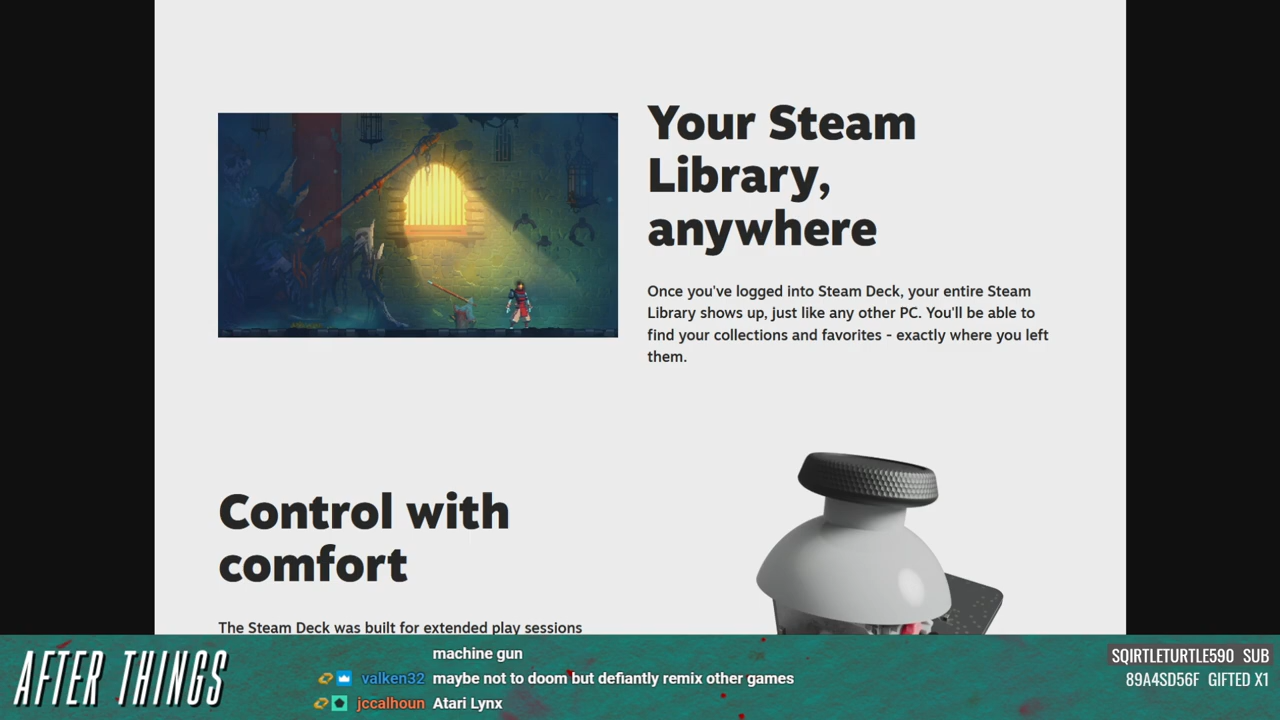 Your Steam
Library,
anywhere
Once you've logged into Steam Deck, your entire Steam
Library shows up, just like any other PC. You'll be able to
find your collections and favorites - exactly where you left
them.
Control with
comfort
The Steam Deck was built for extended play sessions
AFTER THINGS
machine gun
valken32 maybe not to doom but defiantly remix other games
jccalhoun Atari Lynx
SQIRTLETURTLE590 SUB
89A4SD56F GIFTED X1